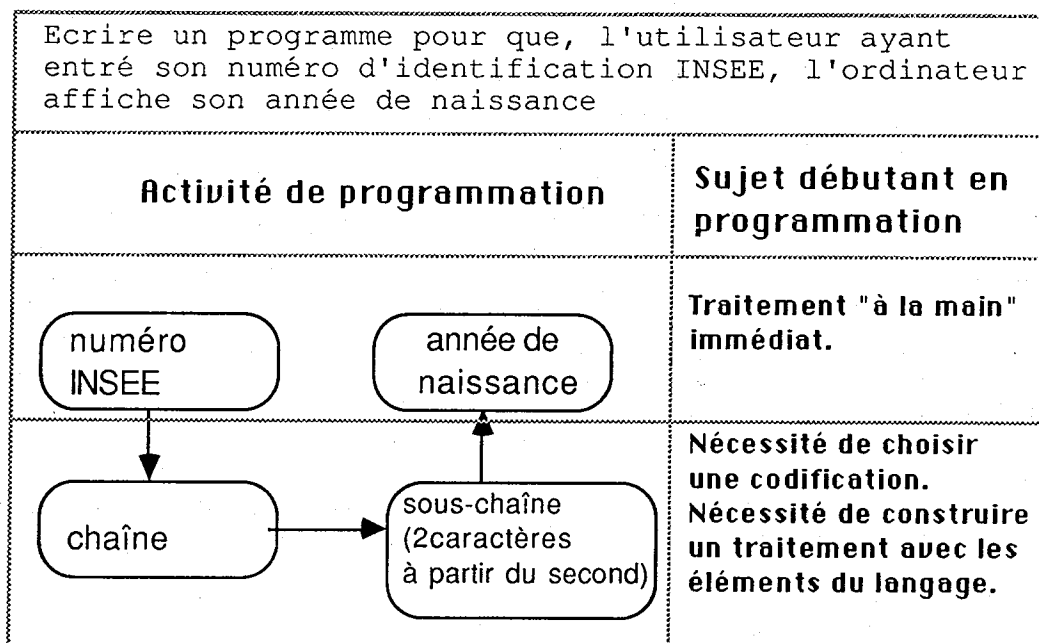 Ecrire un programme pour que, l'utilisateur ayant
entré son numéro d'identification INSEE, l'ordinateur
affiche son année de naissance
Activité de programmation
Sujet débutant en
programmation
numéro
INSEE
année de
naissance
Traitement "à la main"
immédiat.
chaîne
sous-chaîne
(2caractères
à partir du second)
Nécessité de choisir
une codification.
Nécessité de construire
un traitement avec les
éléments du langage.